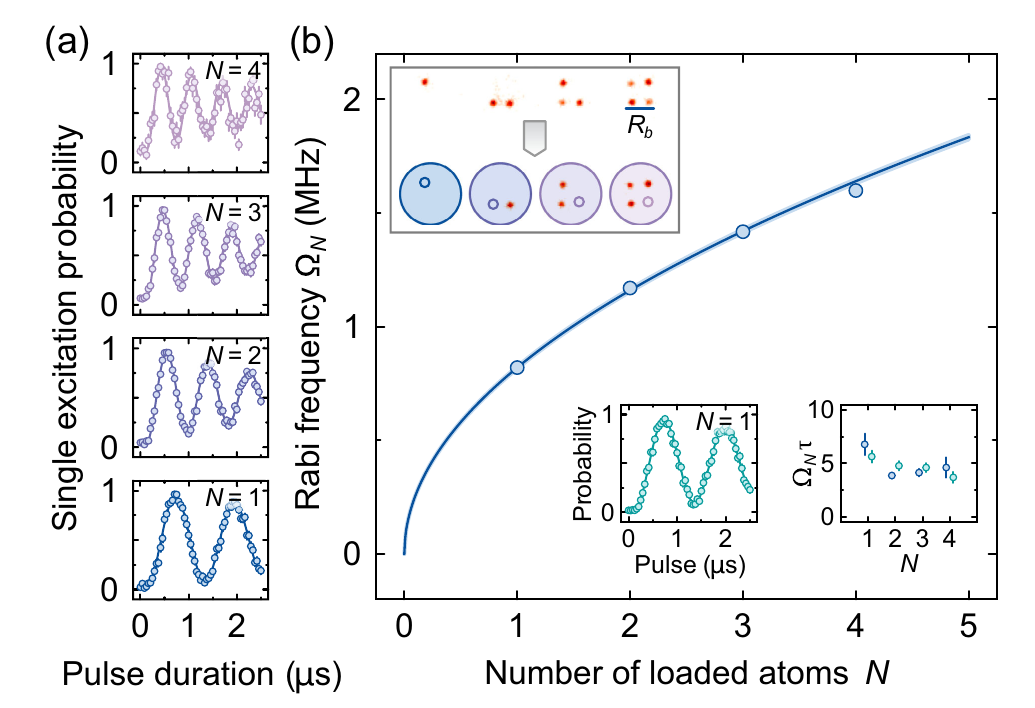 (a)
Single excitation probability
1
0
N = 4
1
0
N = 3
1
0
N = 2
1
0
N = 1
0 1 2
Pulse duration (μs)
(b)
Rabi frequency Ω_N (MHz)
2
1
0
R_b
Probability
1
0
N = 1
0 1 2
Pulse (μs)
Ω_N τ
10
5
0
1 2 3 4
N
0 1 2 3 4 5
Number of loaded atoms N